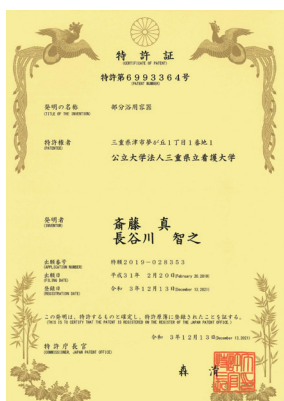 特許証
(CERTIFICATE OF PATENT)
特許第6993364号
(PATENT NUMBER)
発明の名称 部分浴用容器
(TITLE OF THE INVENTION)
特許権者 三重県津市夢が丘1丁目1番地1
(PATENTEE)
公立大学法人三重県立看護大学
発明者 斎藤 真
(INVENTOR)
長谷川 智之
出願番号 特願2019-028353
(APPLICATION NUMBER)
出願日 平成31年 2月20日(February 20,2019)
(FILING DATE)
登録日 令和 3年12月13日(December 13,2021)
(REGISTRATION DATE)
この発明は、特許するものと確定し、特許原簿に登録されたことを証する。
(THIS IS TO CERTIFY THAT THE PATENT IS REGISTERED ON THE REGISTER OF THE JAPAN PATENT OFFICE.)
令和 3年12月13日(December 13,2021)
特許庁長官
(COMMISSIONER, JAPAN PATENT OFFICE)
森 清